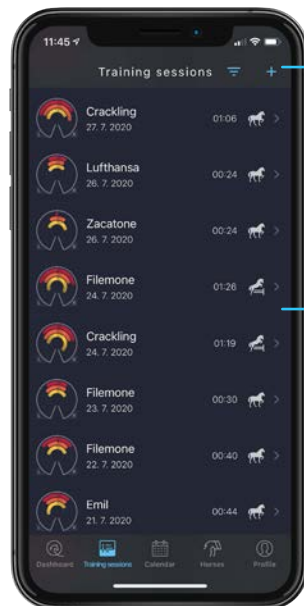 11:45
Training sessions
Crackling
27. 7. 2020
01:06
Lufthansa
26. 7. 2020
00:24
Zacatone
26. 7. 2020
00:24
Filemone
24. 7. 2020
01:26
Crackling
24. 7. 2020
01:19
Filemone
23. 7. 2020
00:30
Filemone
22. 7. 2020
00:40
Emil
21. 7. 2020
00:44
Dashboard
Training sessions
Calendar
Horses
Profile